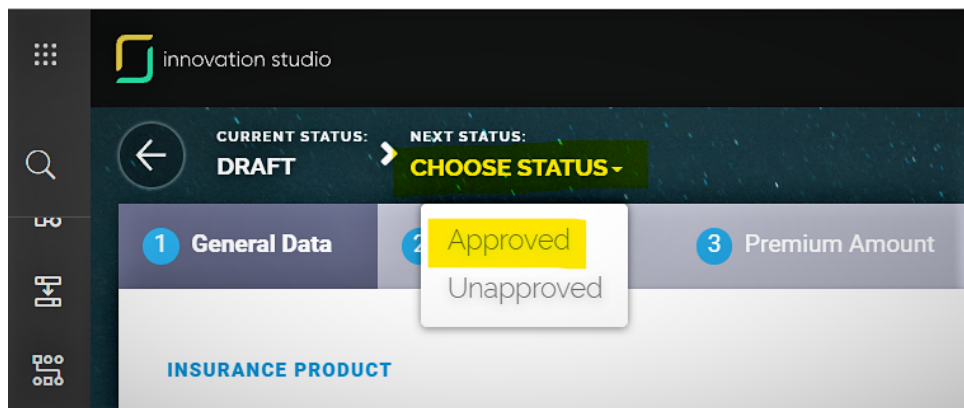 innovation studio
CURRENT STATUS:
DRAFT
NEXT STATUS:
CHOOSE STATUS
1 General Data
2
3 Premium Amount
Approved
Unapproved
INSURANCE PRODUCT